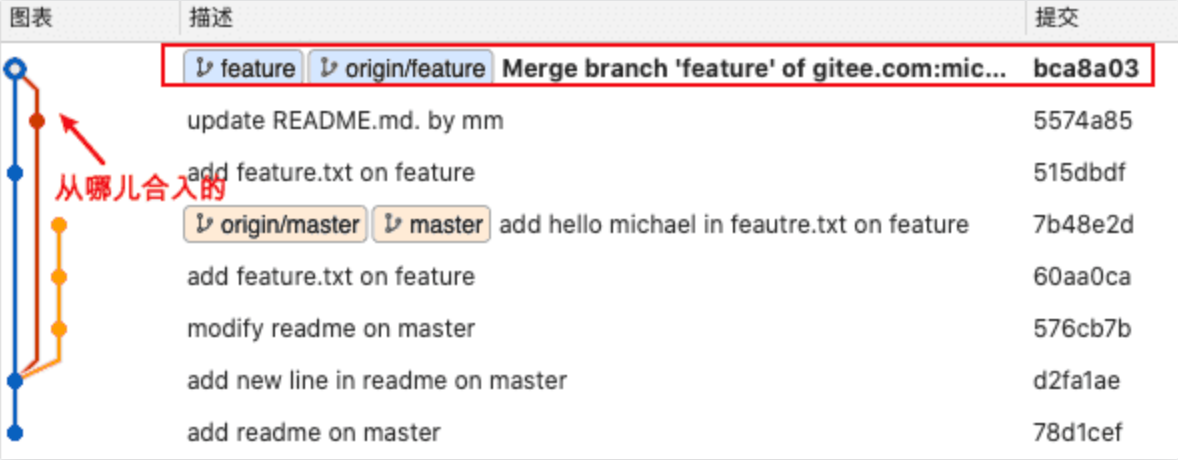 图表 描述 提交
feature origin/feature Merge branch 'feature' of gitee.com:mic... bca8a03
update README.md. by mm 5574a85
add feature.txt on feature 515dbdf
从哪儿合入的
origin/master master add hello michael in feautre.txt on feature 7b48e2d
add feature.txt on feature 60aa0ca
modify readme on master 576cb7b
add new line in readme on master d2fa1ae
add readme on master 78d1cef